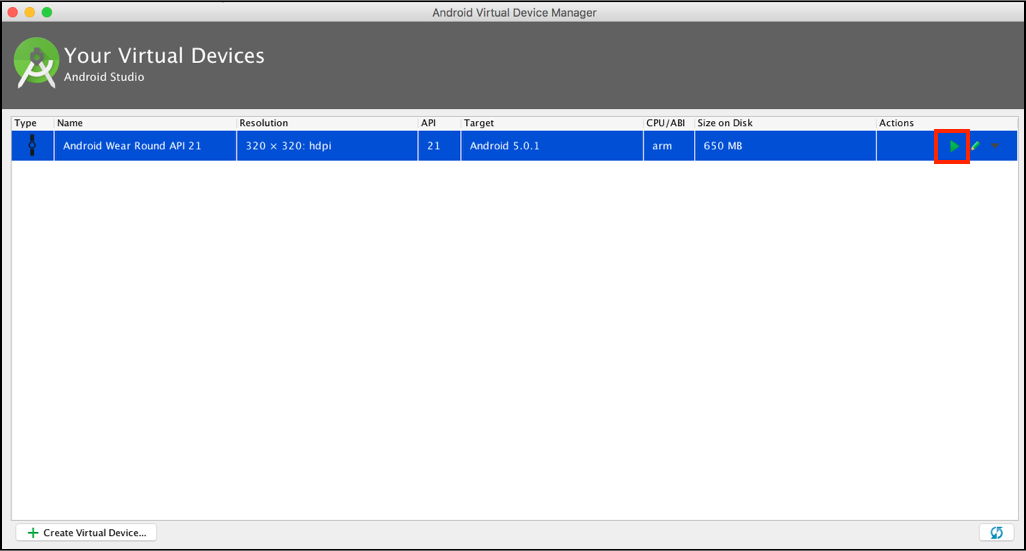 Android Virtual Device Manager
Your Virtual Devices
Android Studio
Type Name Resolution API Target CPU/ABI Size on Disk Actions
Android Wear Round API 21 320 × 320: hdpi 21 Android 5.0.1 arm 650 MB
Create Virtual Device...